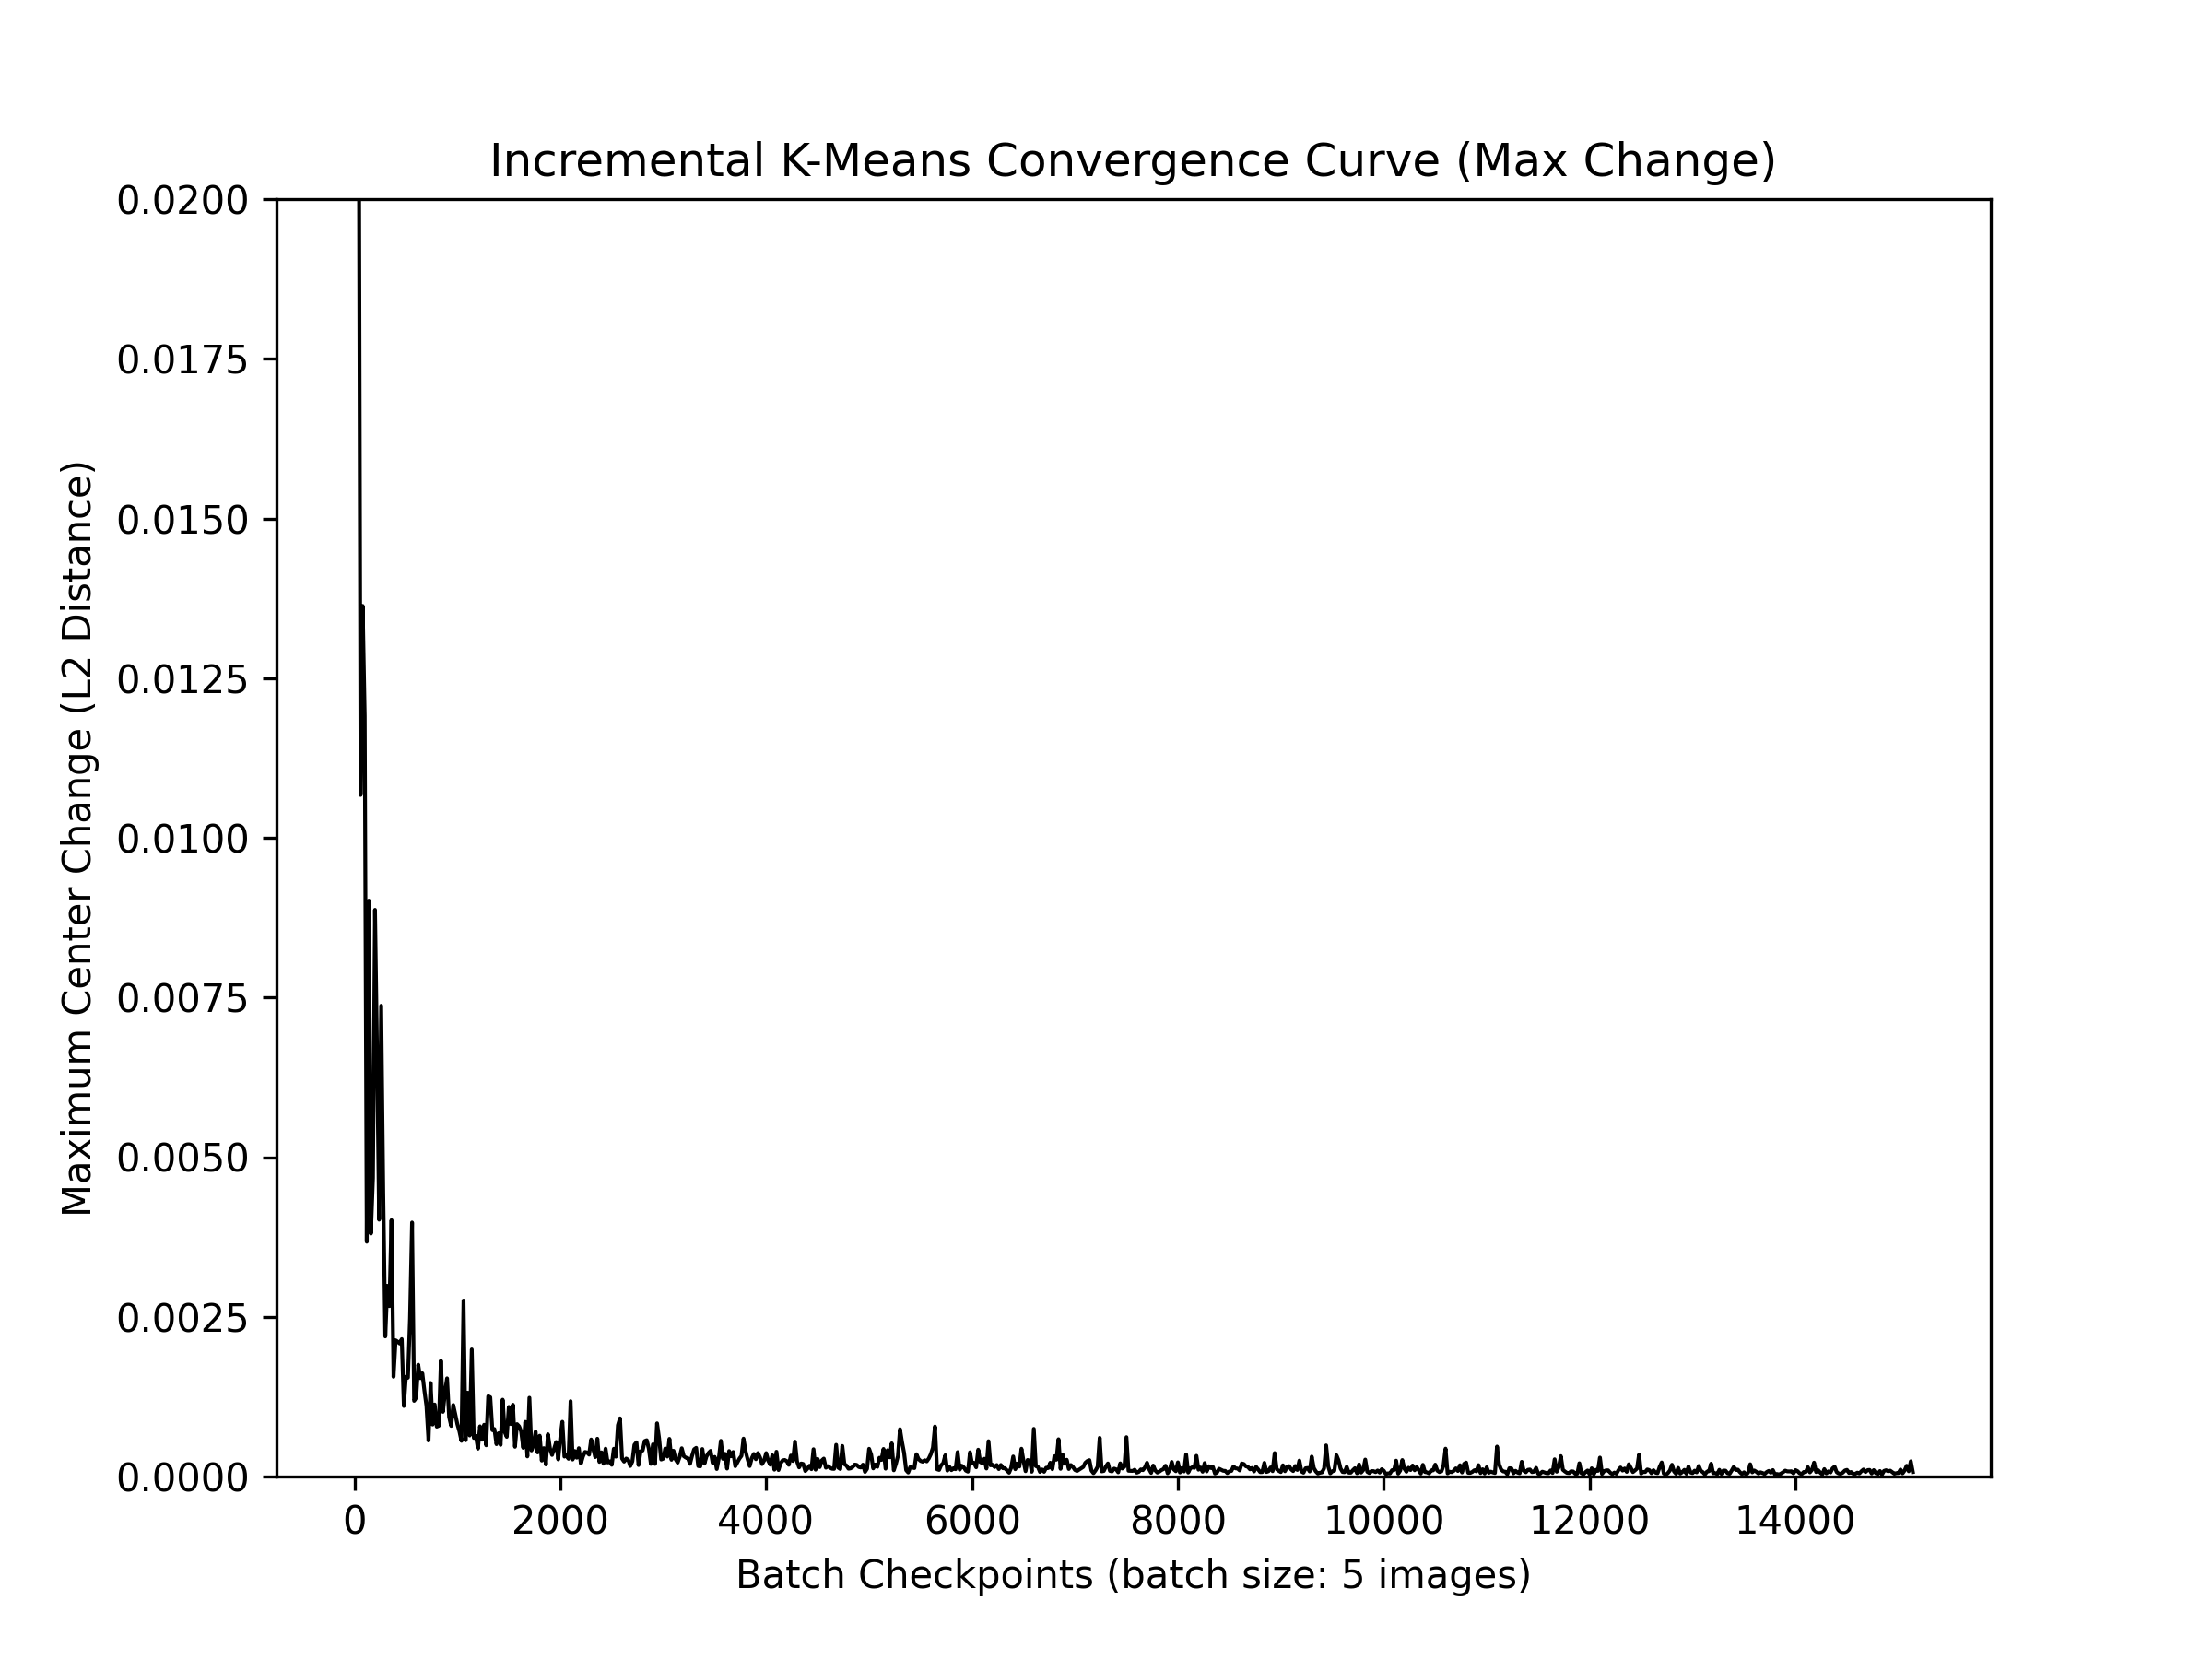 Incremental K-Means Convergence Curve (Max Change)
Maximum Center Change (L2 Distance)
0.0200
0.0175
0.0150
0.0125
0.0100
0.0075
0.0050
0.0025
0.0000
0 2000 4000 6000 8000 10000 12000 14000
Batch Checkpoints (batch size: 5 images)